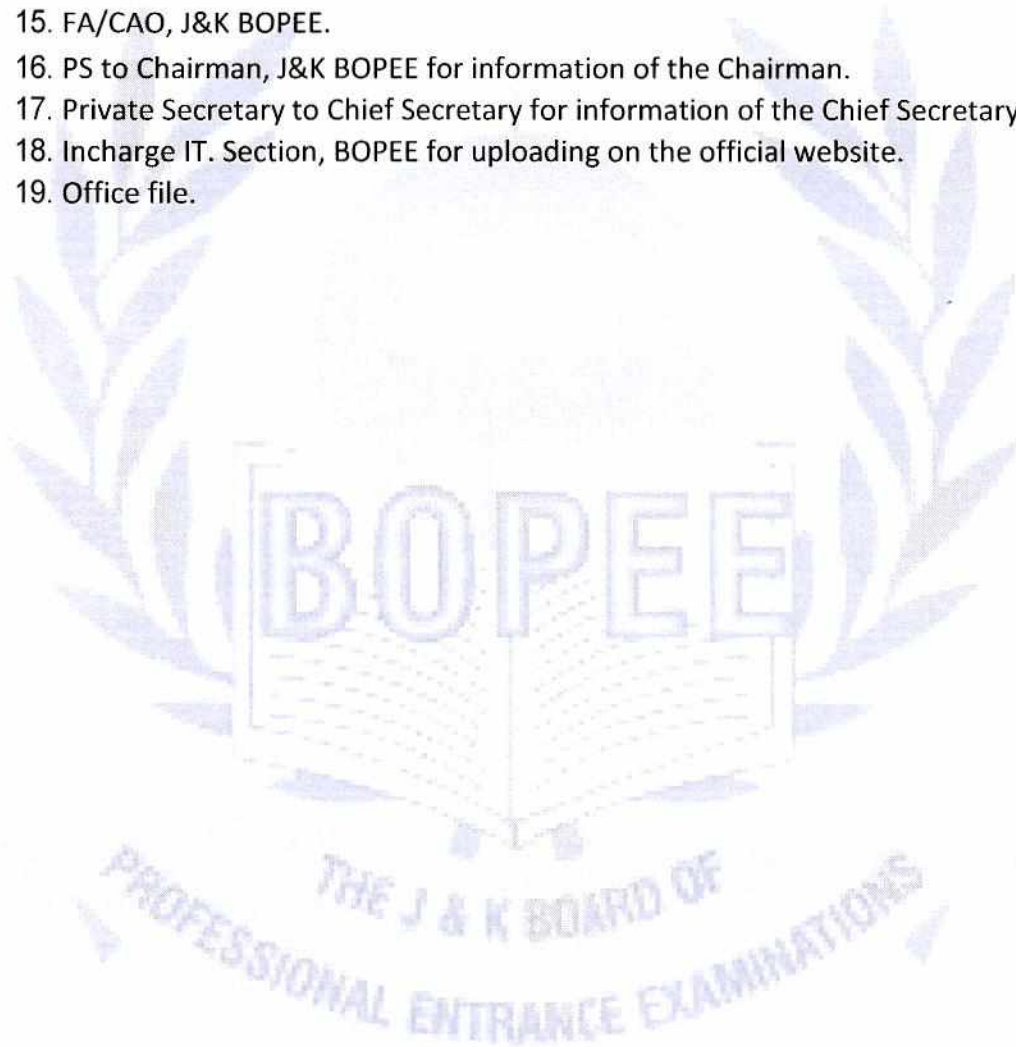 15. FA/CAO, J&K BOPEE.
16. PS to Chairman, J&K BOPEE for information of the Chairman.
17. Private Secretary to Chief Secretary for information of the Chief Secretary
18. Incharge IT. Section, BOPEE for uploading on the official website.
19. Office file.
BOPEE
THE J & K BOARD OF
PROFESSIONAL ENTRANCE EXAMINATIONS